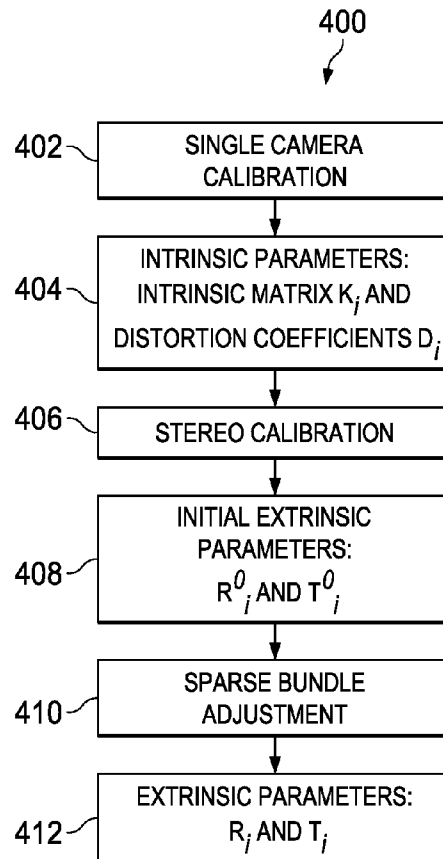 400
402
SINGLE CAMERA
CALIBRATION
404
INTRINSIC PARAMETERS:
INTRINSIC MATRIX K_i AND
DISTORTION COEFFICIENTS D_i
406
STEREO CALIBRATION
408
INITIAL EXTRINSIC
PARAMETERS:
R^0_i AND T^0_i
410
SPARSE BUNDLE
ADJUSTMENT
412
EXTRINSIC PARAMETERS:
R_i AND T_i